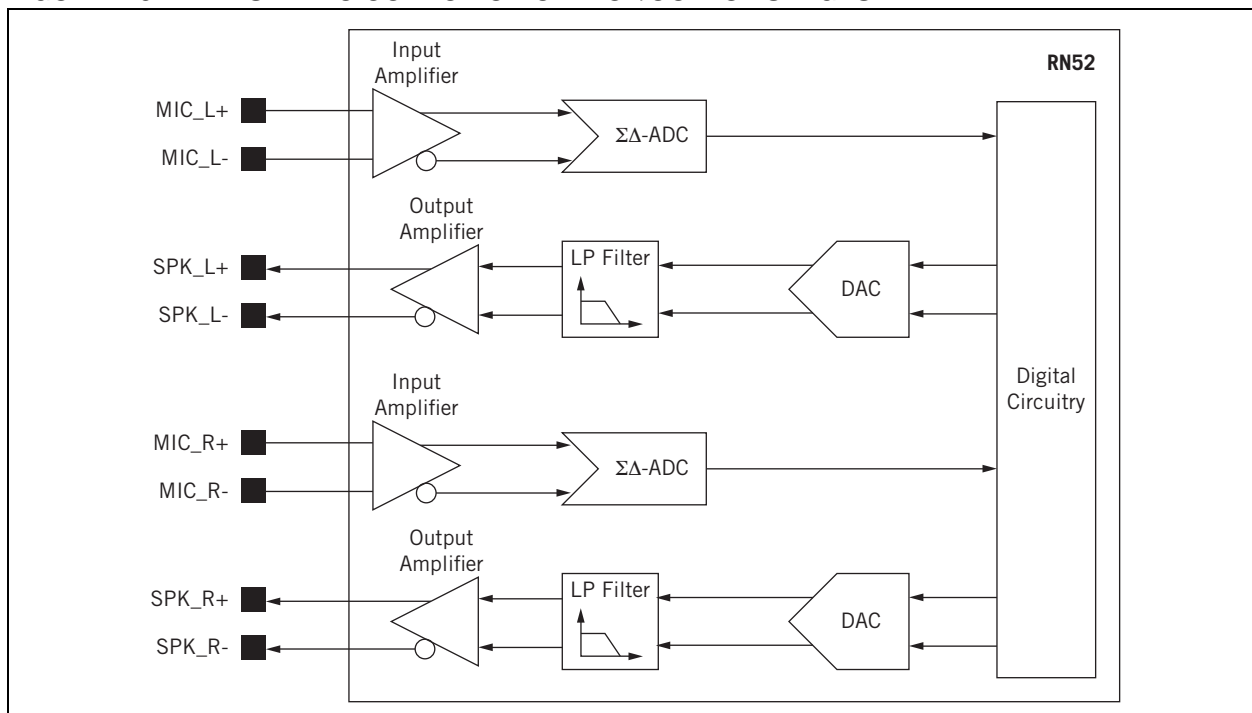 Input
Amplifier
RN52
MIC_L+
MIC_L-
ΣΔ-ADC
Output
Amplifier
SPK_L+
SPK_L-
LP Filter
DAC
Input
Amplifier
Digital
Circuitry
MIC_R+
MIC_R-
ΣΔ-ADC
Output
Amplifier
SPK_R+
SPK_R-
LP Filter
DAC